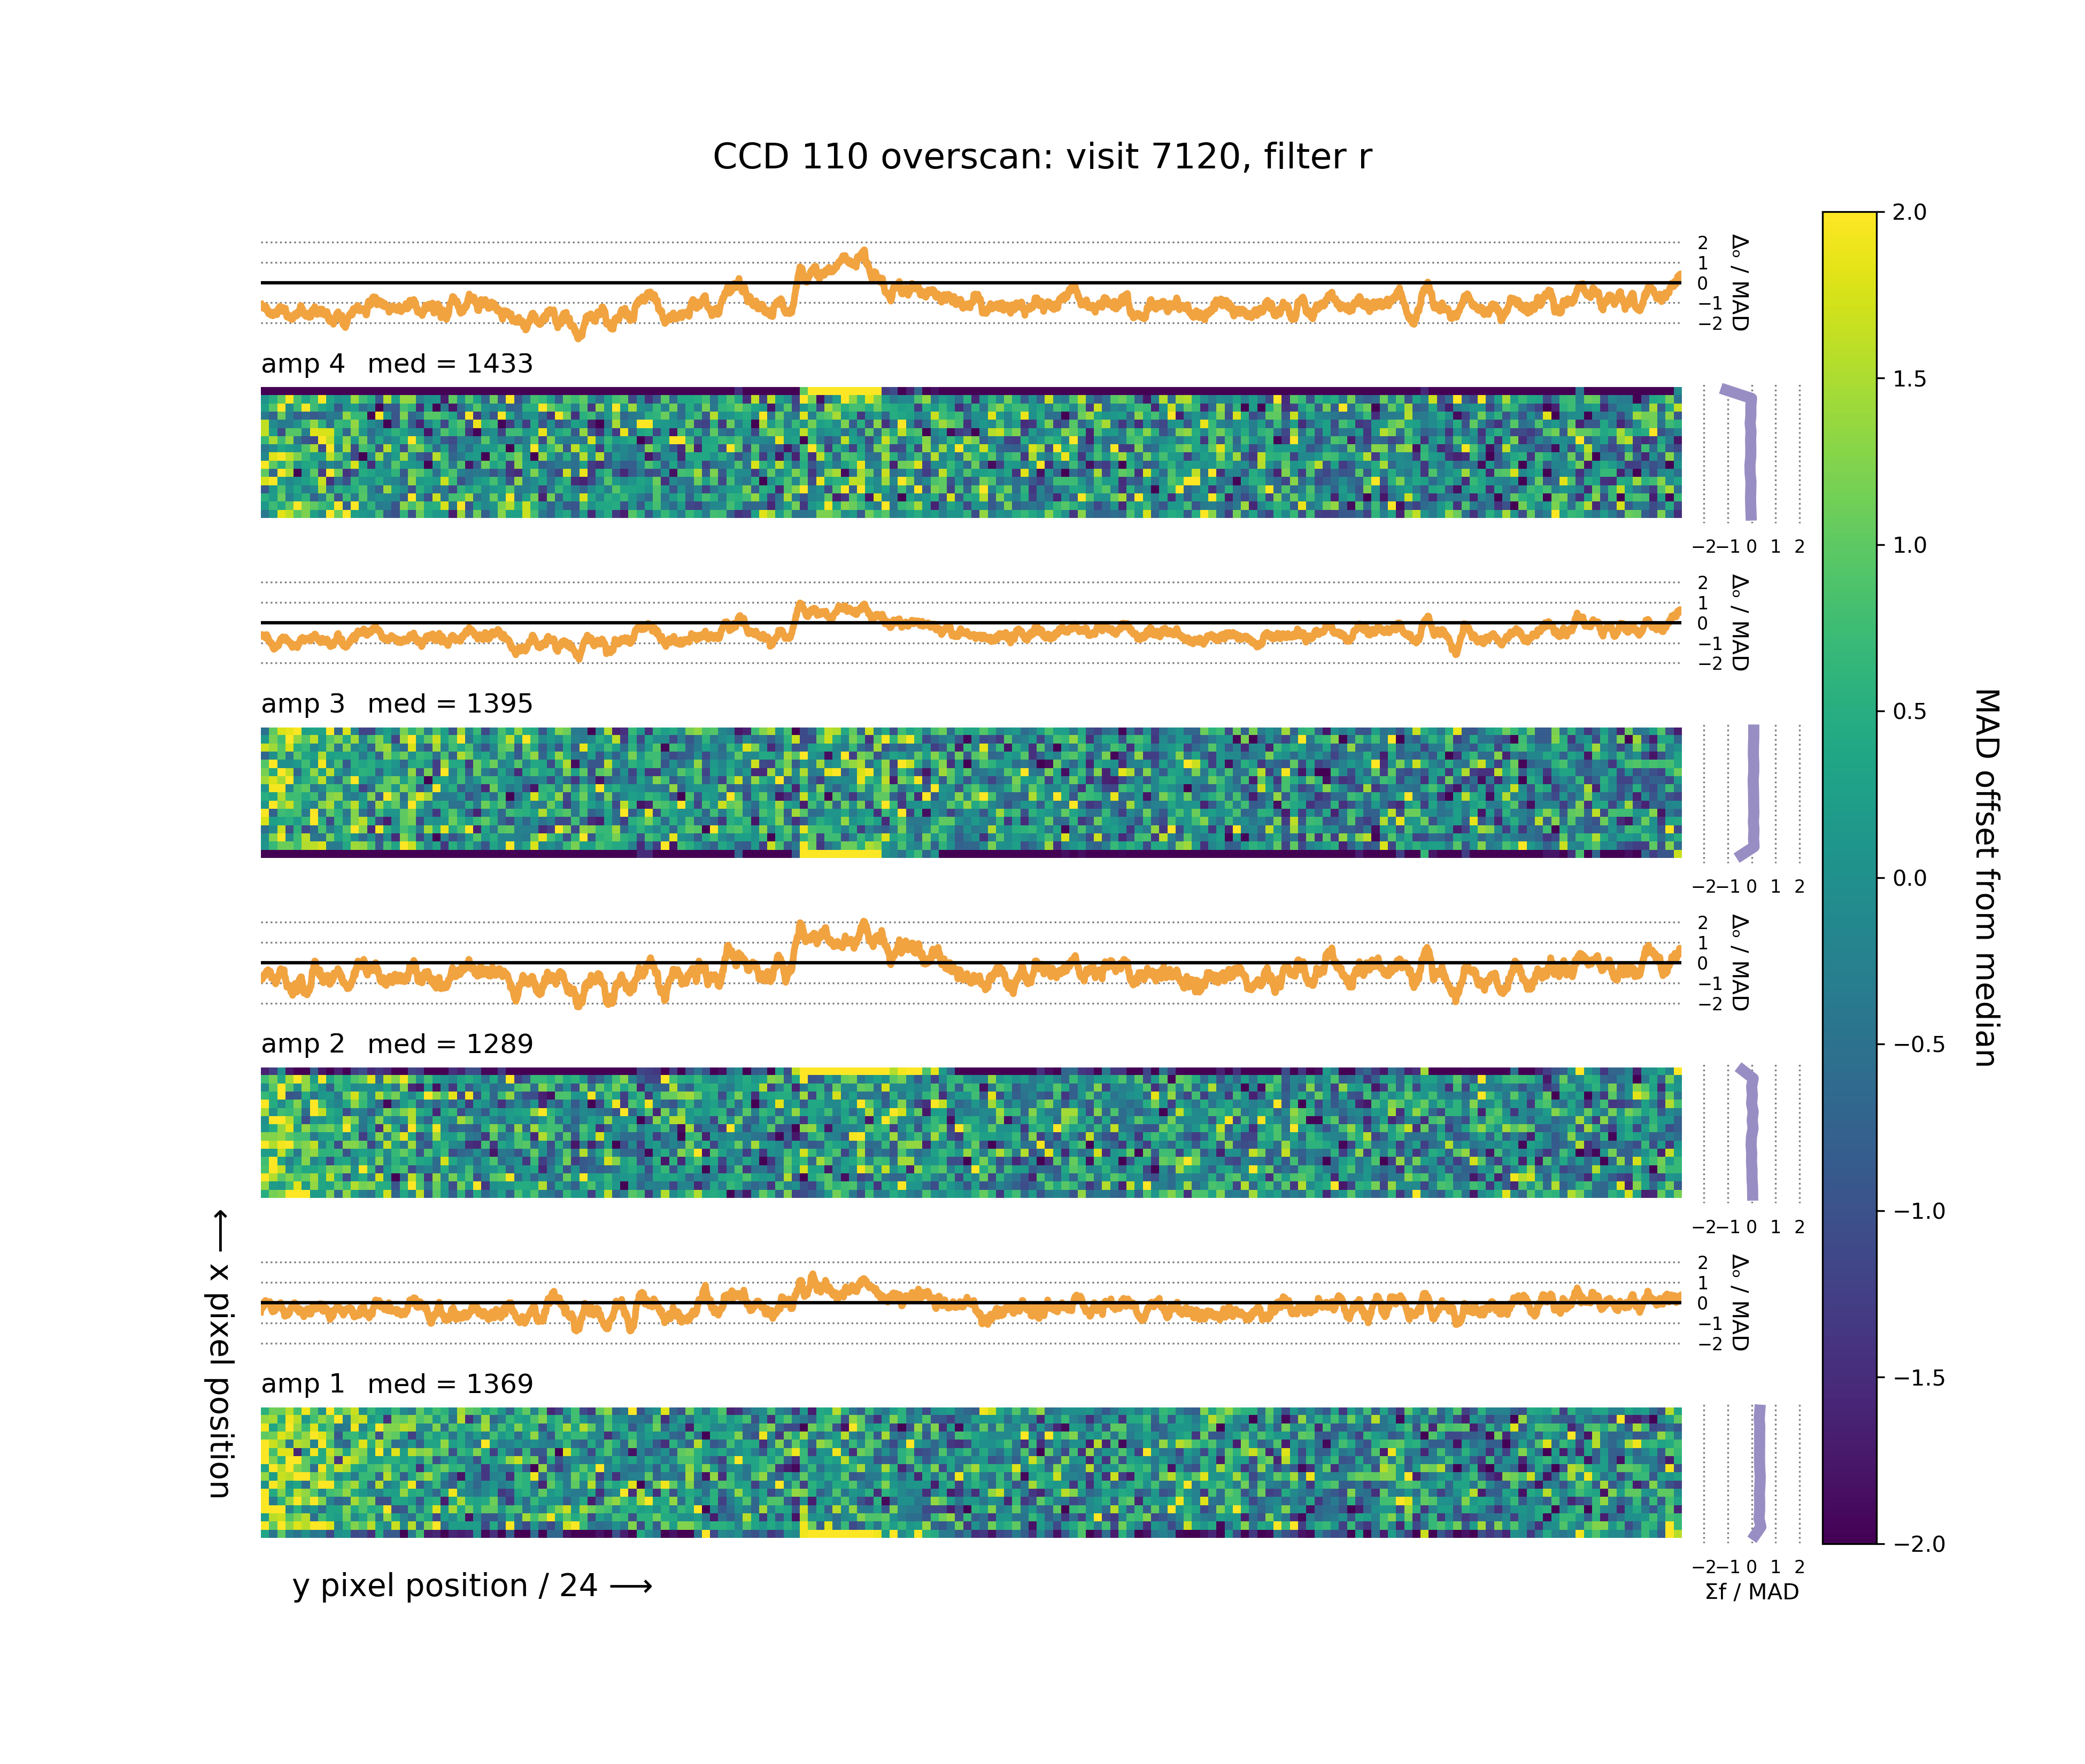 CCD 110 overscan: visit 7120, filter r
2
1
0
−1
−2
Δₒ / MAD
amp 4 med = 1433
−2 −1 0 1 2
2
1
0
−1
−2
Δₒ / MAD
amp 3 med = 1395
−2 −1 0 1 2
2
1
0
−1
−2
Δₒ / MAD
amp 2 med = 1289
−2 −1 0 1 2
2
1
0
−1
−2
Δₒ / MAD
amp 1 med = 1369
−2 −1 0 1 2
Σf / MAD
y pixel position / 24 ⟶
⟵ x pixel position
2.0
1.5
1.0
0.5
0.0
−0.5
−1.0
−1.5
−2.0
MAD offset from median